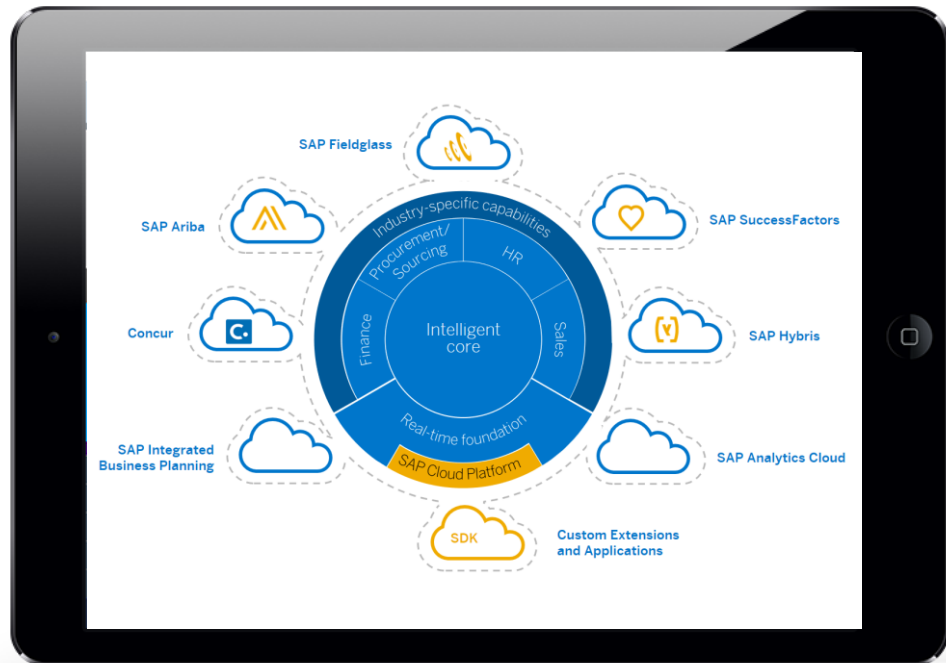 SAP Fieldglass
SAP Ariba
SAP SuccessFactors
Industry-specific capabilities
Procurement/
Sourcing
HR
Concur
C.
Finance
Intelligent
core
Sales
SAP Hybris
Real-time foundation
SAP Cloud Platform
SAP Integrated
Business Planning
SAP Analytics Cloud
SDK
Custom Extensions
and Applications